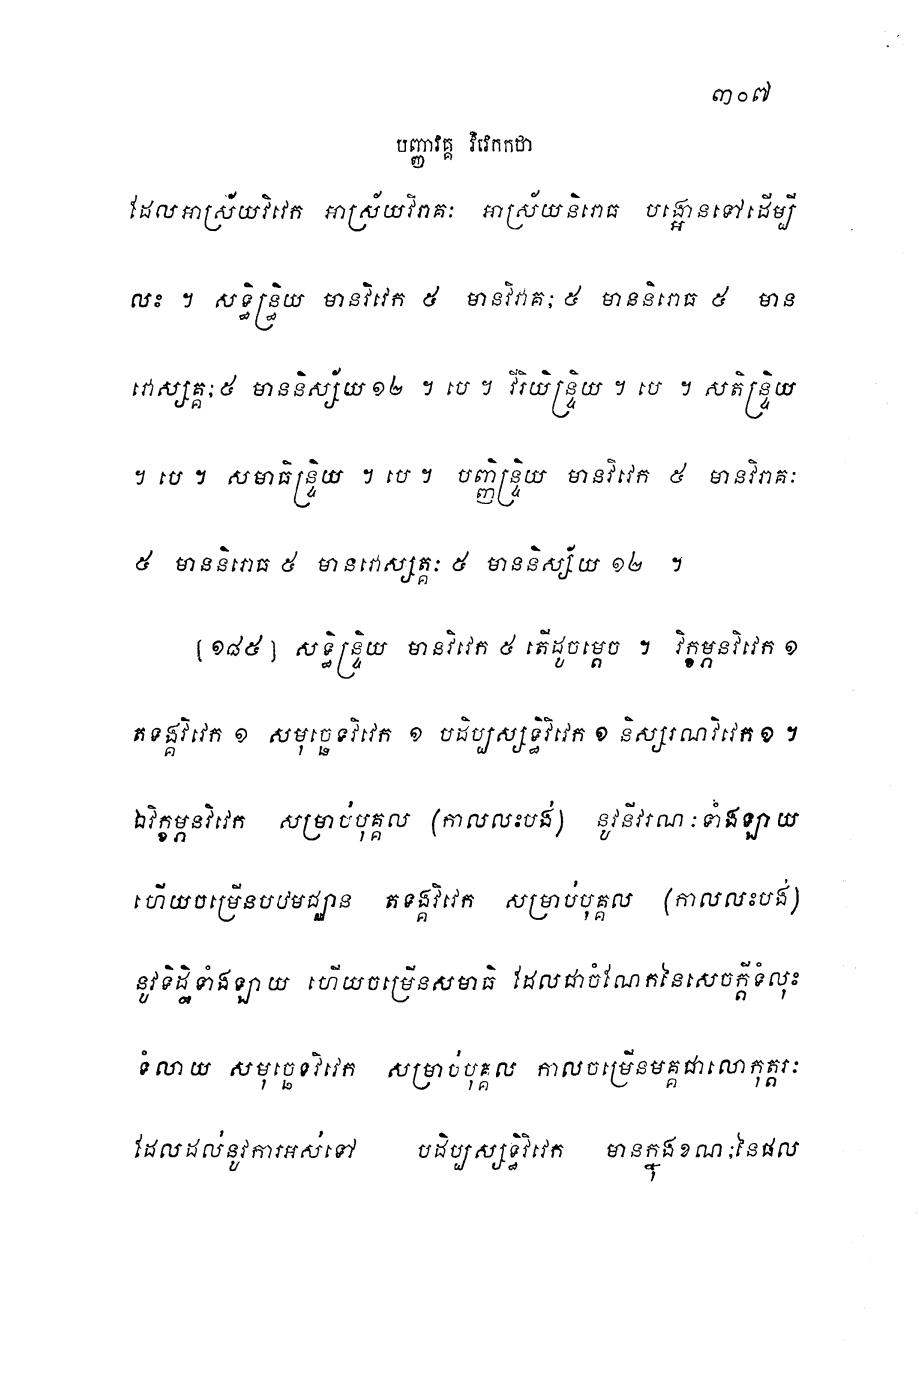 ៣០៧
បញ្ញាវគ្គ វិវេកកថា
ដែលអាស្រ័យវិវេក អាស្រ័យវិរាគៈ អាស្រ័យនិរោធ បង្អោនទៅដើម្បី
លះ ។ សទ្ធិន្ទ្រិយ មានវិវេក ៥ មានវិរាគៈ ៥ មាននិរោធ ៥ មាន
វោស្សគ្គៈ ៥ មាននិស្ស័យ ១២ ។ បេ ។ វីរិយិន្ទ្រិយ ។ បេ ។ សតិន្ទ្រិយ
។ បេ ។ សមាធិន្ទ្រិយ ។ បេ ។ បញ្ញិន្ទ្រិយ មានវិវេក ៥ មានវិរាគៈ
៥ មាននិរោធ ៥ មានវោស្សគ្គៈ ៥ មាននិស្ស័យ ១២ ។
[១៨៥] សទ្ធិន្ទ្រិយ មានវិវេក ៥ តើដូចម្តេច ។ វិក្ខម្ភនវិវេក ១
តទង្គវិវេក ១ សមុច្ឆេទវិវេក ១ បដិប្បស្សទ្ធិវិវេក ១ និស្សរណវិវេក ១ ។
ឯវិក្ខម្ភនវិវេក សម្រាប់បុគ្គល (កាលលះបង់) នូវនីវរណៈទាំងឡាយ
ហើយចម្រើនបឋមជ្ឈាន តទង្គវិវេក សម្រាប់បុគ្គល (កាលលះបង់)
នូវទិដ្ឋិទាំងឡាយ ហើយចម្រើនសមាធិ ដែលជាចំណែកនៃសេចក្តីទំលុះ
ទំលាយ សមុច្ឆេទវិវេក សម្រាប់បុគ្គល កាលចម្រើនមគ្គជាលោកុត្តរៈ
ដែលដល់នូវការអស់ទៅ បដិប្បស្សទ្ធិវិវេក មានក្នុងខណៈនៃផល